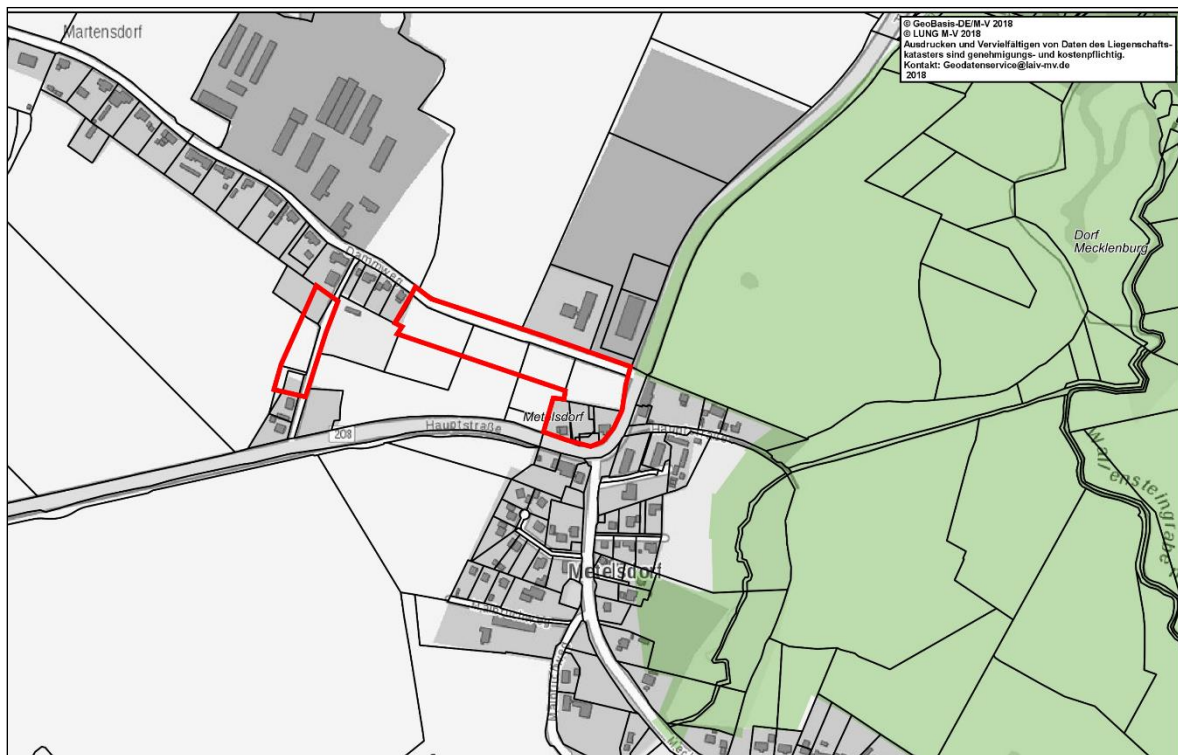 Martensdorf
© GeoBasis-DE/M-V 2018
© LUNG M-V 2018
Ausdrucken und Vervielfältigen von Daten des Liegenschafts-
katasters sind genehmigungs- und kostenpflichtig.
Kontakt: Geodatenservice@laiv-mv.de
2018
Dorf
Mecklenburg
Dammweg
Metelsdorf
Hauptstraße
208
Metelsdorf